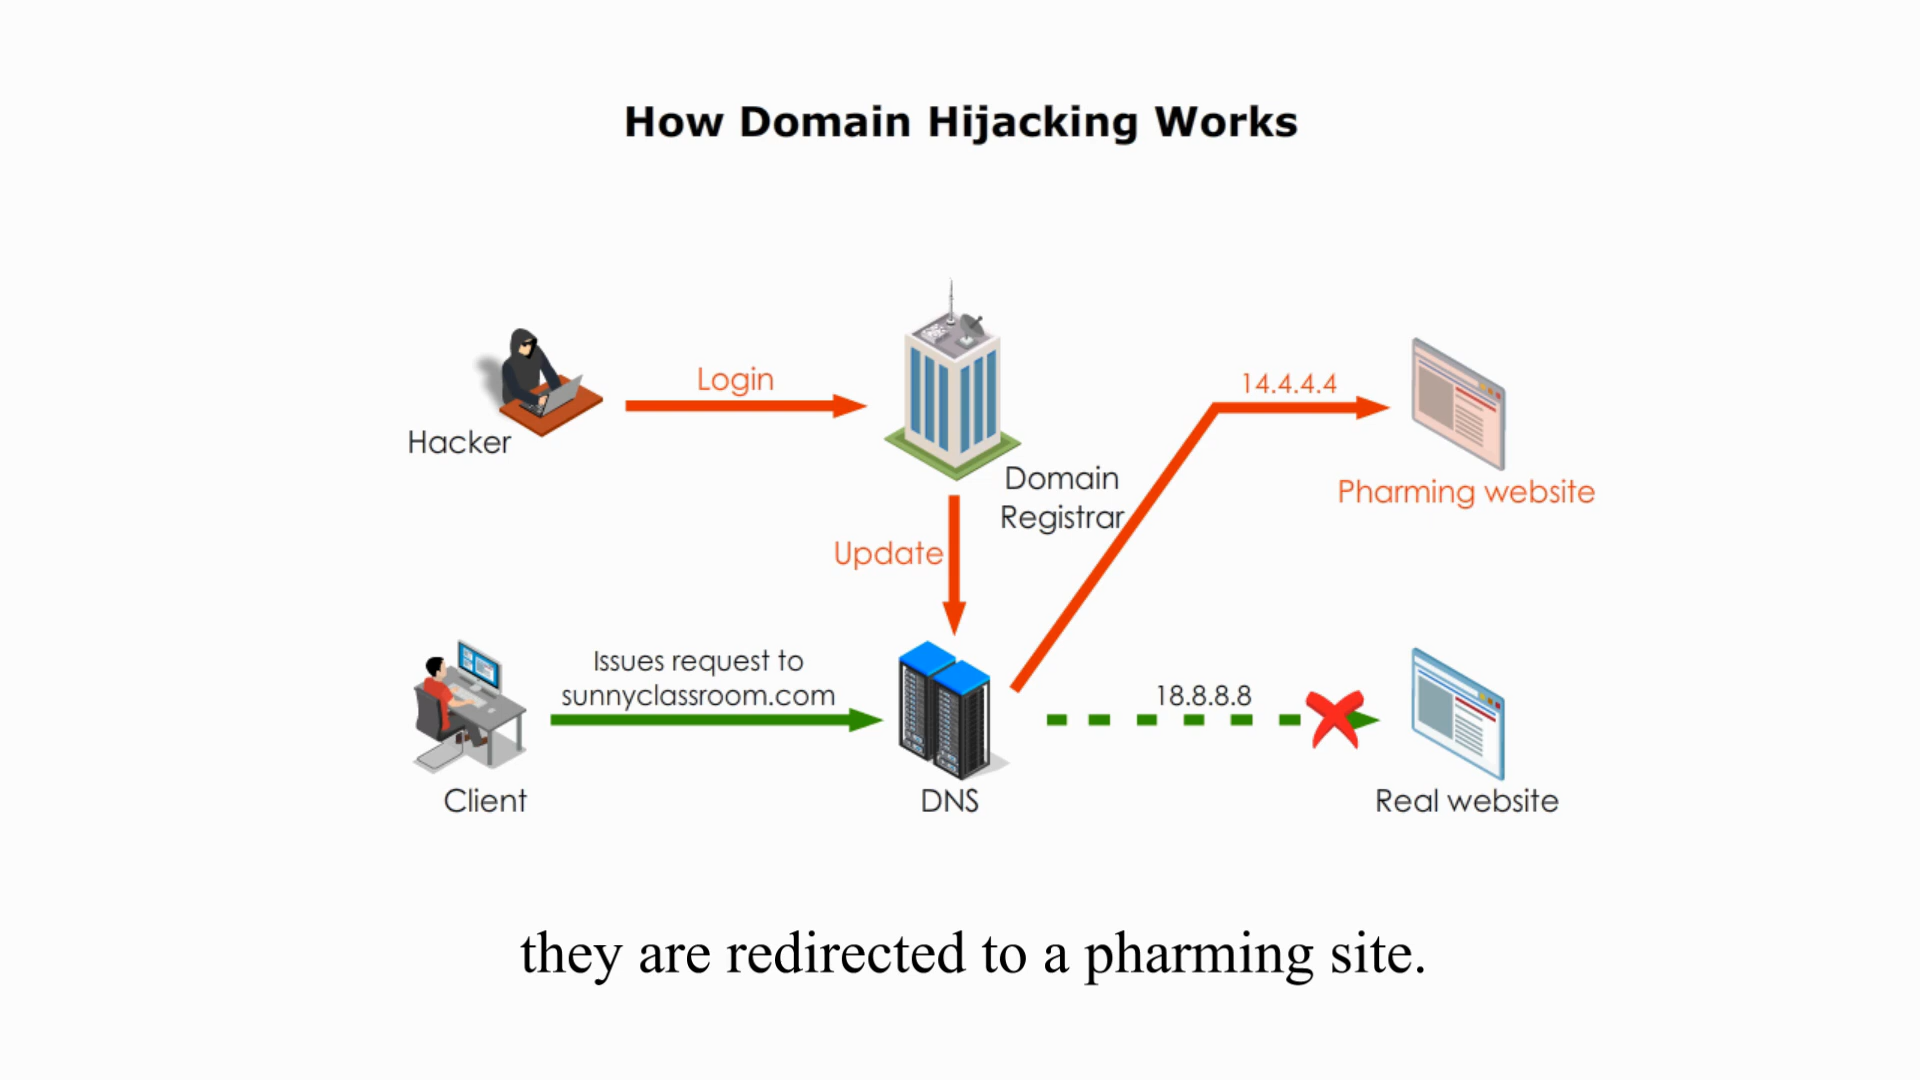 How Domain Hijacking Works
Login
14.4.4.4
Hacker
Domain
Registrar
Pharming website
Update
Issues request to
sunnyclassroom.com
18.8.8.8
Client
DNS
Real website
they are redirected to a pharming site.